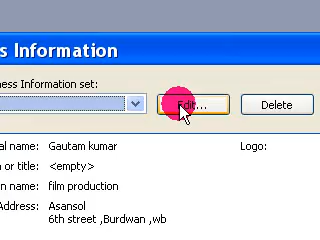 s Information
ness Information set:
Edit... Delete
al name: Gautam kumar Logo:
n or title: <empty>
n name: film production
Address: Asansol
6th street ,Burdwan ,wb